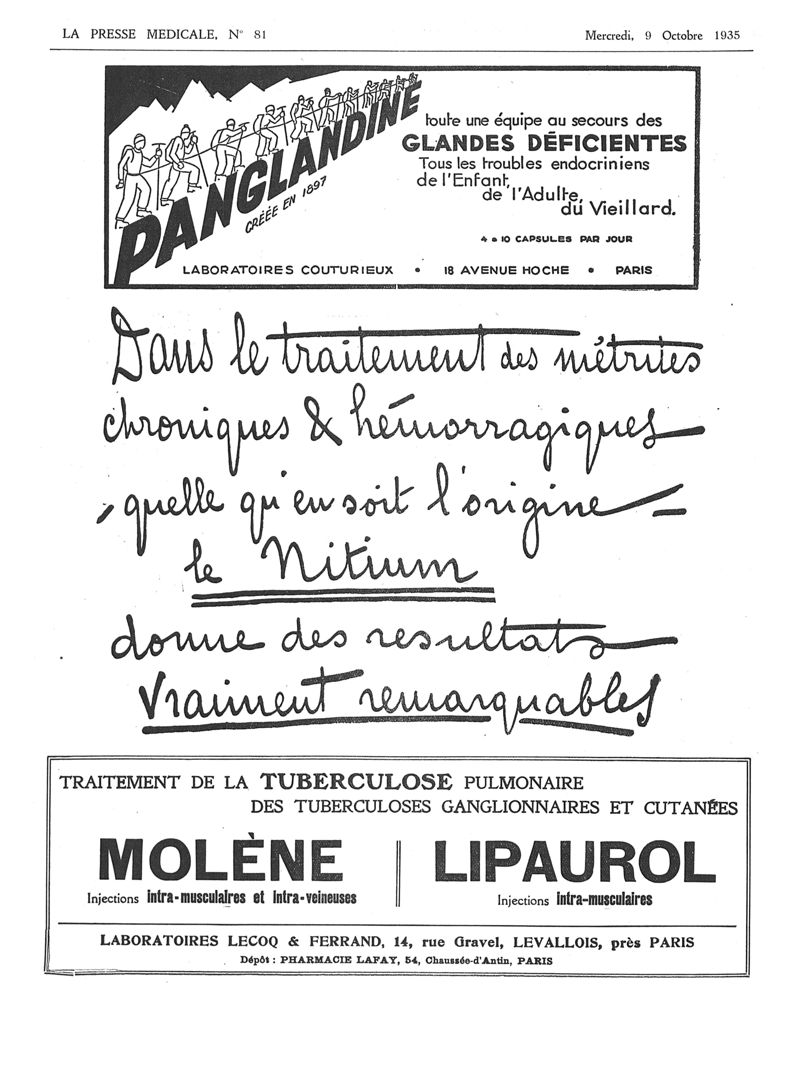 LA PRESSE MEDICALE, N° 81
Mercredi, 9 Octobre 1935
PANGLANDINE
CRÉÉE EN 1897
toute une équipe au secours des
GLANDES DÉFICIENTES
Tous les troubles endocriniens
de l'Enfant,
de l'Adulte,
du Vieillard.
4 à 10 CAPSULES PAR JOUR
LABORATOIRES COUTURIEUX • 18 AVENUE HOCHE • PARIS
Dans le traitement des métrites
chroniques & hémorragiques
, quelle qu'en soit l'origine =
le Nitium
donne des resultats
vraiment remarquables
TRAITEMENT DE LA TUBERCULOSE PULMONAIRE
DES TUBERCULOSES GANGLIONNAIRES ET CUTANÉES
MOLÈNE
Injections intra-musculaires et intra-veineuses
LIPAUROL
Injections intra-musculaires
LABORATOIRES LECOQ & FERRAND, 14, rue Gravel, LEVALLOIS, près PARIS
Dépôt : PHARMACIE LAFAY, 54, Chaussée-d'Antin, PARIS